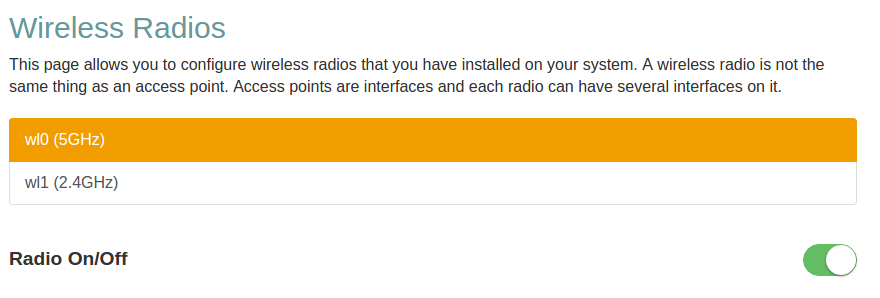 Wireless Radios
This page allows you to configure wireless radios that you have installed on your system. A wireless radio is not the
same thing as an access point. Access points are interfaces and each radio can have several interfaces on it.
wl0 (5GHz)
wl1 (2.4GHz)
Radio On/Off